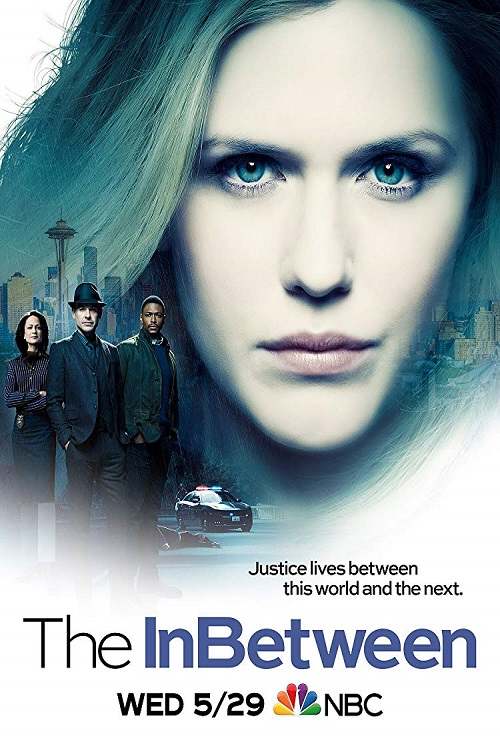 Justice lives between
this world and the next.
The InBetween
WED 5/29 NBC